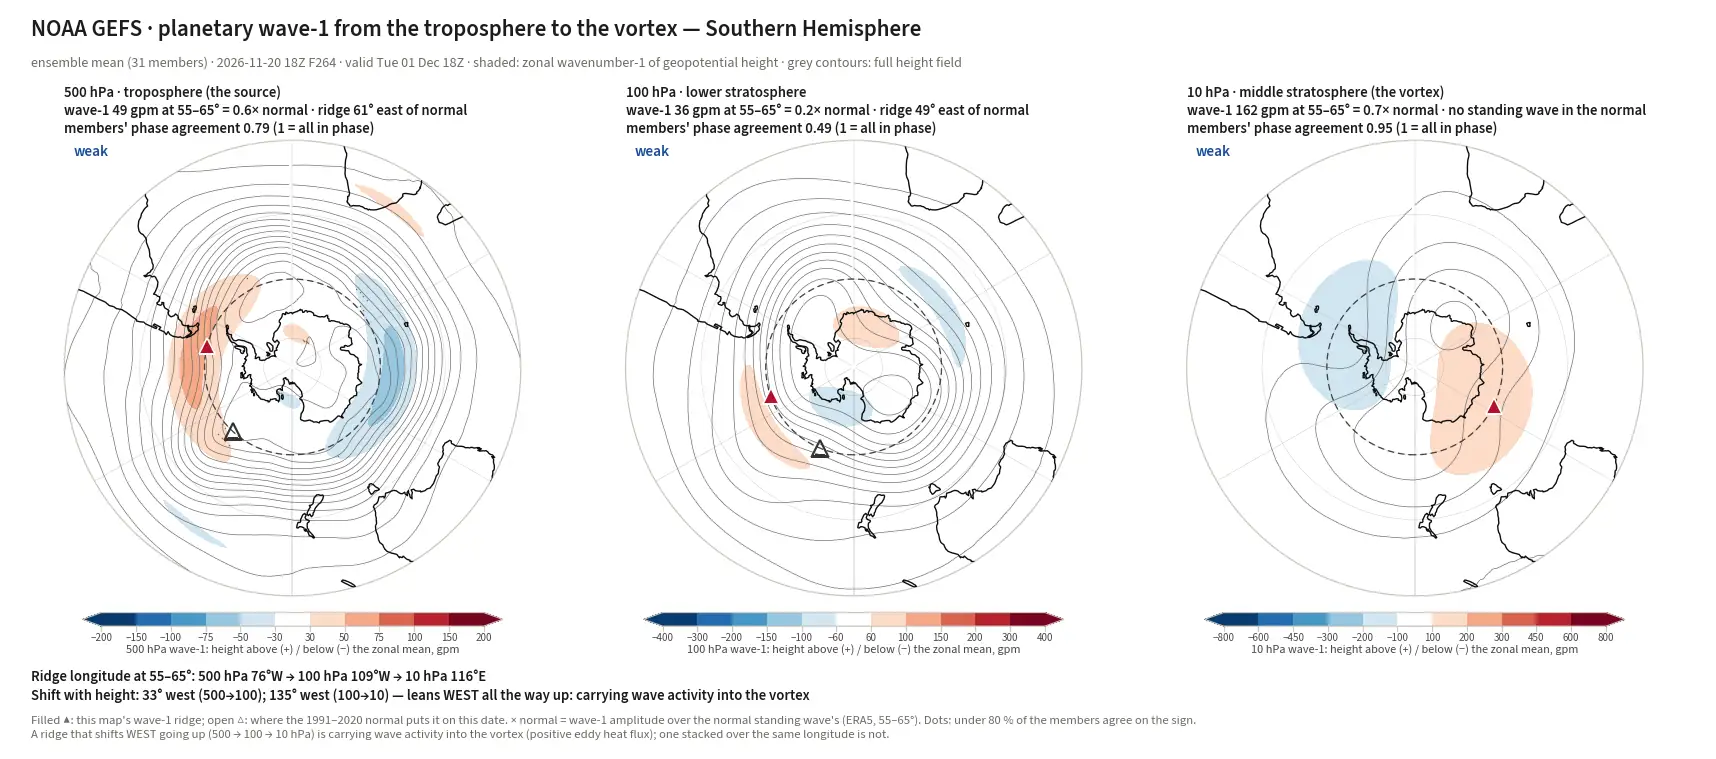 NOAA GEFS · planetary wave-1 from the troposphere to the vortex — Southern Hemisphere
ensemble mean (31 members) · 2026-11-20 18Z F264 · valid Tue 01 Dec 18Z · shaded: zonal wavenumber-1 of geopotential height · grey contours: full height field
500 hPa · troposphere (the source)
wave-1 49 gpm at 55–65° = 0.6× normal · ridge 61° east of normal
members' phase agreement 0.79 (1 = all in phase)
weak
100 hPa · lower stratosphere
wave-1 36 gpm at 55–65° = 0.2× normal · ridge 49° east of normal
members' phase agreement 0.49 (1 = all in phase)
weak
10 hPa · middle stratosphere (the vortex)
wave-1 162 gpm at 55–65° = 0.7× normal · no standing wave in the normal
members' phase agreement 0.95 (1 = all in phase)
weak
−200 −150 −100 −75 −50 −30 30 50 75 100 150 200
500 hPa wave-1: height above (+) / below (−) the zonal mean, gpm
−400 −300 −200 −150 −100 −60 60 100 150 200 300 400
100 hPa wave-1: height above (+) / below (−) the zonal mean, gpm
−800 −600 −450 −300 −200 −100 100 200 300 450 600 800
10 hPa wave-1: height above (+) / below (−) the zonal mean, gpm
Ridge longitude at 55–65°: 500 hPa 76°W → 100 hPa 109°W → 10 hPa 116°E
Shift with height: 33° west (500→100); 135° west (100→10) — leans WEST all the way up: carrying wave activity into the vortex
Filled ▲: this map's wave-1 ridge; open △: where the 1991–2020 normal puts it on this date. × normal = wave-1 amplitude over the normal standing wave's (ERA5, 55–65°). Dots: under 80 % of the members agree on the sign.
A ridge that shifts WEST going up (500 → 100 → 10 hPa) is carrying wave activity into the vortex (positive eddy heat flux); one stacked over the same longitude is not.